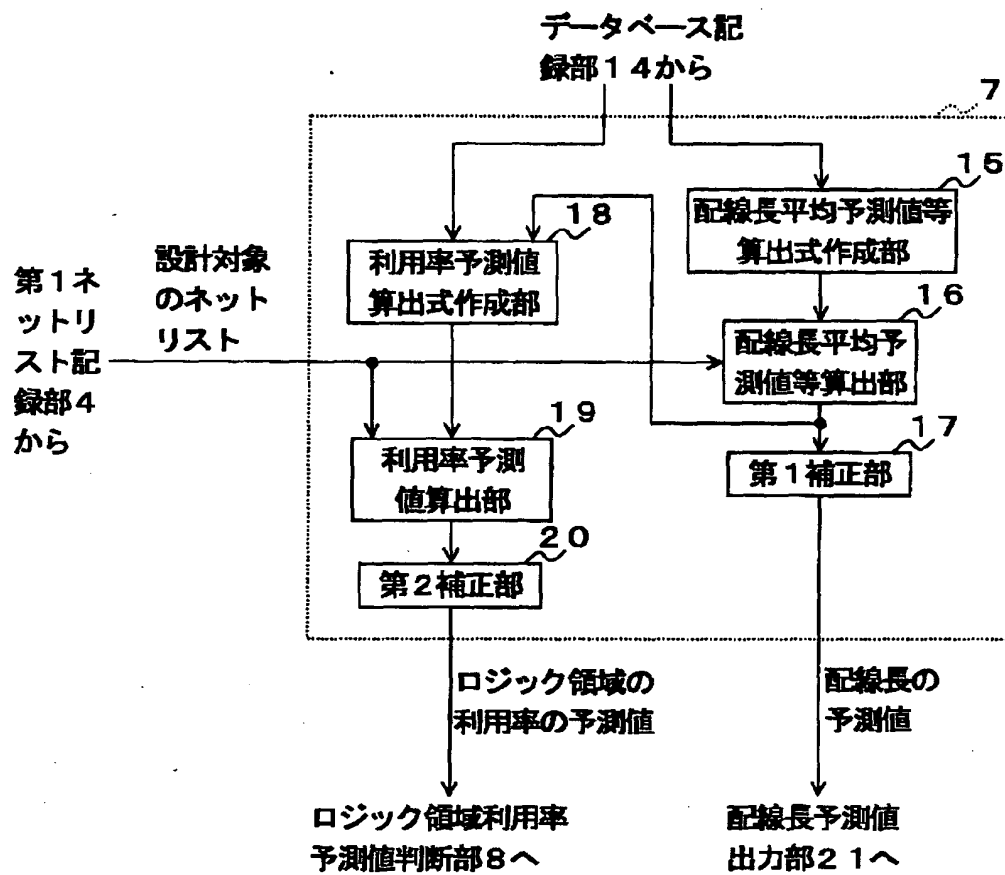 データベース記
録部14から
7
15
配線長平均予測値等
算出式作成部
18
利用率予測値
算出式作成部
設計対象
のネット
リスト
第1ネ
ットリ
スト記
録部4
から
16
配線長平均予
測値等算出部
19
利用率予測
値算出部
17
第1補正部
20
第2補正部
ロジック領域の
利用率の予測値
配線長の
予測値
ロジック領域利用率
予測値判断部8へ
配線長予測値
出力部21へ